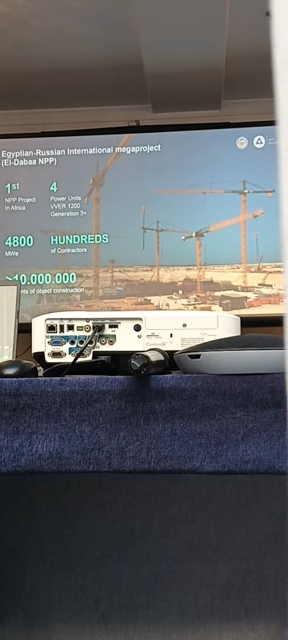 Egyptian-Russian International megaproject
(El-Dabaa NPP)
1st
NPP Project
In Africa
4
Power Units
VVER 1200
Generation 3+
4800
MWe
HUNDREDS
of Contractors
~10.000.000
nts of object construction